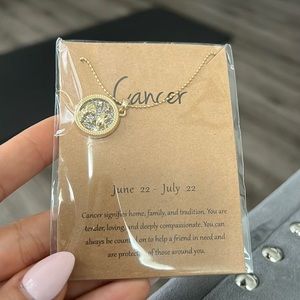 Cancer
June 22 - July 22
Cancer signifies home, family, and tradition. You are
tender, loving, and deeply compassionate. You can
always be counted on to help a friend in need and
are protective of those around you.